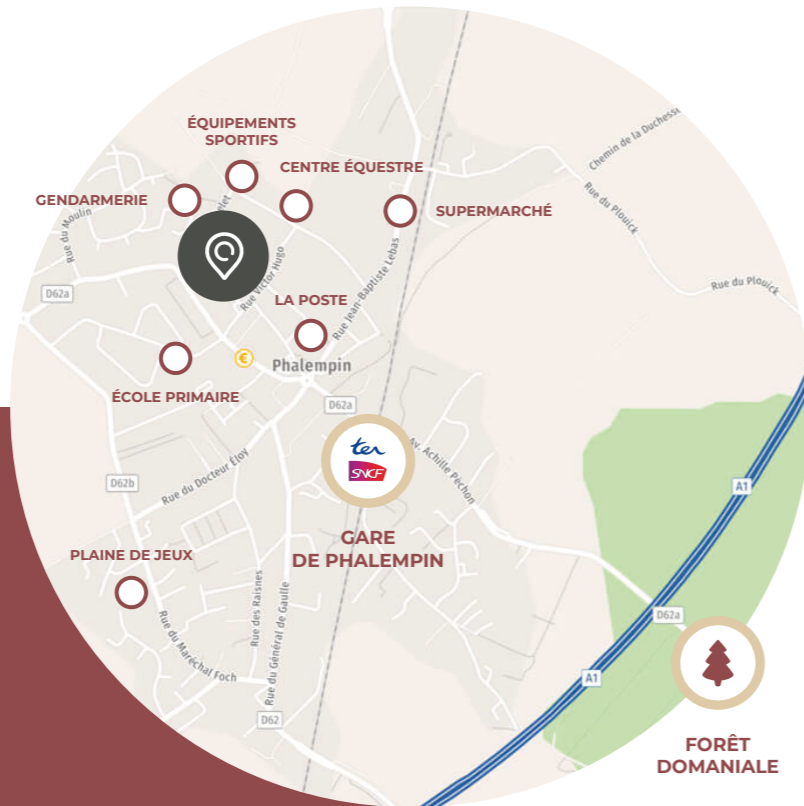 ÉQUIPEMENTS
SPORTIFS
CENTRE ÉQUESTRE
GENDARMERIE
SUPERMARCHÉ
Chemin de la Duchesse
Rue du Plouick
Rue du Plouick
Rue du Moulin
Rue Victor Hugo
Rue Jean-Baptiste Lebas
D62a
LA POSTE
€
Phalempin
ÉCOLE PRIMAIRE
D62a
ter
SNCF
Av. Achille Péchon
GARE
DE PHALEMPIN
Rue du Docteur Éloy
D62b
A1
PLAINE DE JEUX
Rue des Raisnes
Rue du Général de Gaulle
Rue du Maréchal Foch
D62a
A1
D62
FORÊT
DOMANIALE